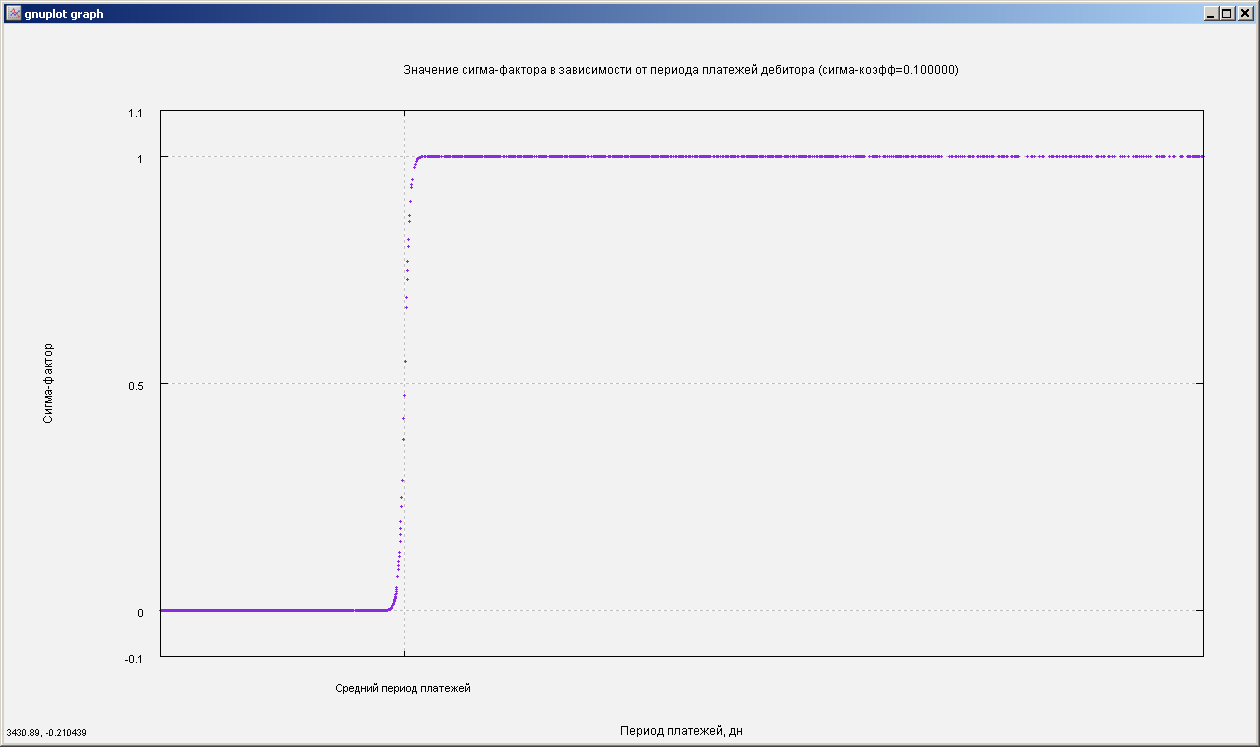 gnuplot graph
Значение сигма-фактора в зависимости от периода платежей дебитора (сигма-коэфф=0.100000)
1.1
1
0.5
0
-0.1
Сигма-фактор
Средний период платежей
Период платежей, дн
3430.89, -0.210439